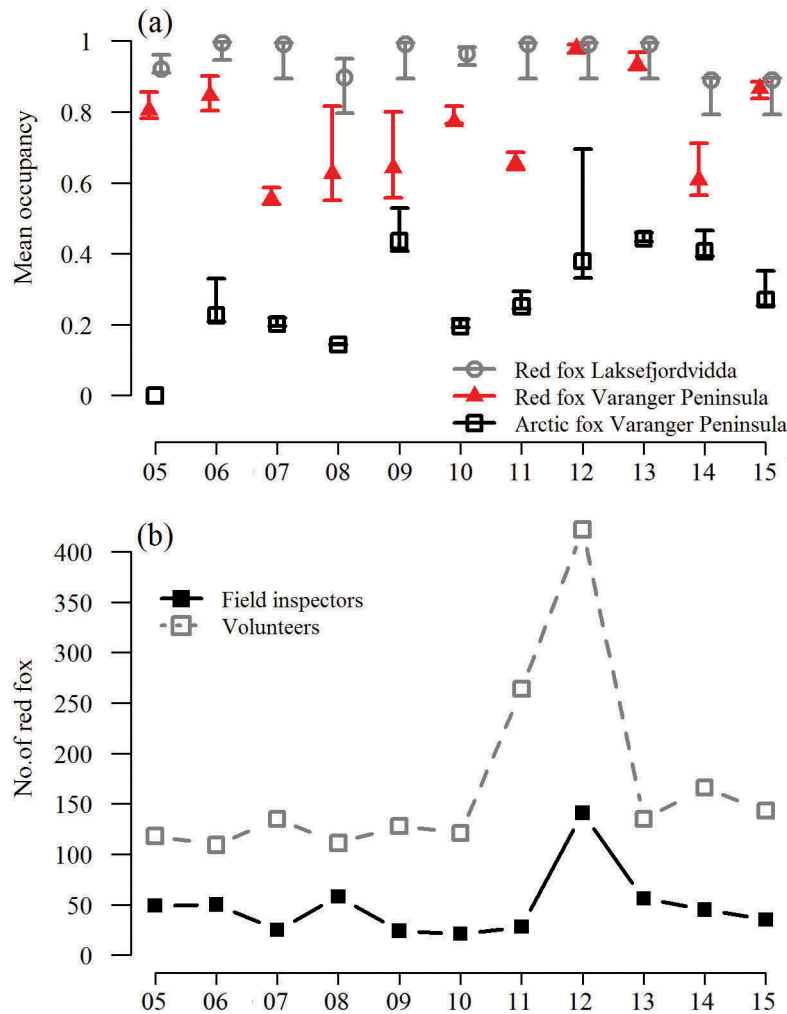 (a)
Mean occupancy
1
0.8
0.6
0.4
0.2
0
Red fox Laksefjordvidda
Red fox Varanger Peninsula
Arctic fox Varanger Peninsula
05 06 07 08 09 10 11 12 13 14 15
(b)
No.of red fox
400
350
300
250
200
150
100
50
0
Field inspectors
Volunteers
05 06 07 08 09 10 11 12 13 14 15